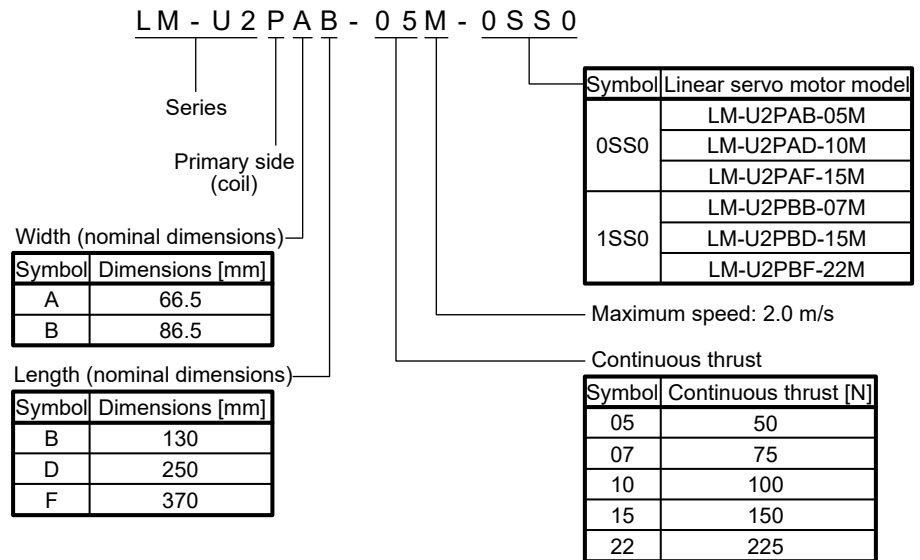 LM-U2PAB-05M-0SS0
Series
Primary side
(coil)
Symbol Linear servo motor model
0SS0
LM-U2PAB-05M
LM-U2PAD-10M
LM-U2PAF-15M
1SS0
LM-U2PBB-07M
LM-U2PBD-15M
LM-U2PBF-22M
Width (nominal dimensions)
Symbol Dimensions [mm]
A 66.5
B 86.5
Maximum speed: 2.0 m/s
Length (nominal dimensions)
Symbol Dimensions [mm]
B 130
D 250
F 370
Continuous thrust
Symbol Continuous thrust [N]
05 50
07 75
10 100
15 150
22 225